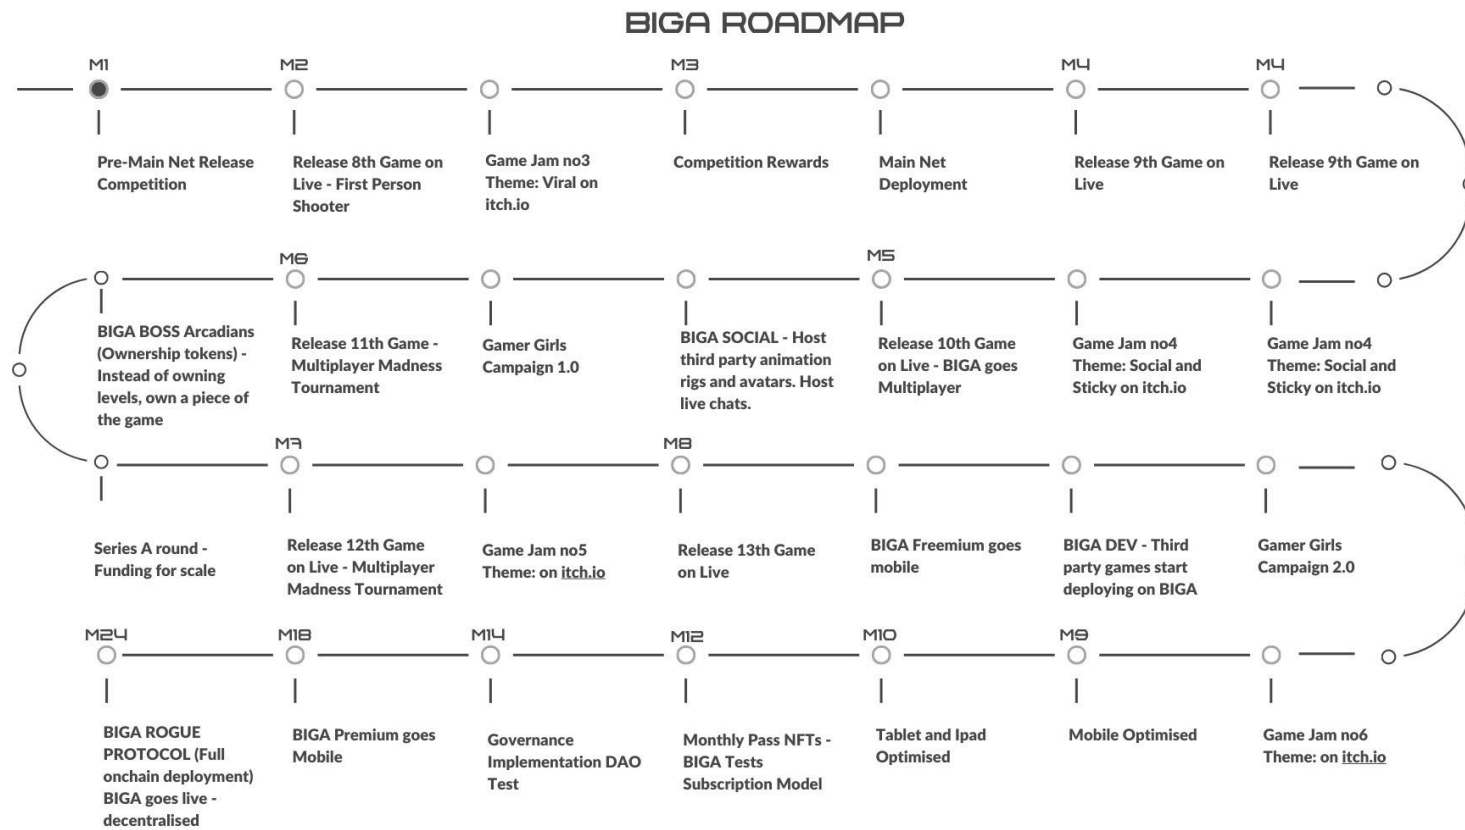 BIGA ROADMAP
M1
Pre-Main Net Release
Competition
M2
Release 8th Game on
Live - First Person
Shooter
Game Jam no3
Theme: Viral on
itch.io
M3
Competition Rewards
Main Net
Deployment
M4
Release 9th Game on
Live
M4
Release 9th Game on
Live
Game Jam no4
Theme: Social and
Sticky on itch.io
Game Jam no4
Theme: Social and
Sticky on itch.io
M5
Release 10th Game
on Live - BIGA goes
Multiplayer
BIGA SOCIAL - Host
third party animation
rigs and avatars. Host
live chats.
Gamer Girls
Campaign 1.0
M6
Release 11th Game -
Multiplayer Madness
Tournament
BIGA BOSS Arcadians
(Ownership tokens) -
Instead of owning
levels, own a piece of
the game
Series A round -
Funding for scale
M7
Release 12th Game
on Live - Multiplayer
Madness Tournament
Game Jam no5
Theme: on itch.io
M8
Release 13th Game
on Live
BIGA Freemium goes
mobile
BIGA DEV - Third
party games start
deploying on BIGA
Gamer Girls
Campaign 2.0
Game Jam no6
Theme: on itch.io
M9
Mobile Optimised
M10
Tablet and Ipad
Optimised
M12
Monthly Pass NFTs -
BIGA Tests
Subscription Model
M14
Governance
Implementation DAO
Test
M18
BIGA Premium goes
Mobile
M24
BIGA ROGUE
PROTOCOL (Full
onchain deployment)
BIGA goes live -
decentralised